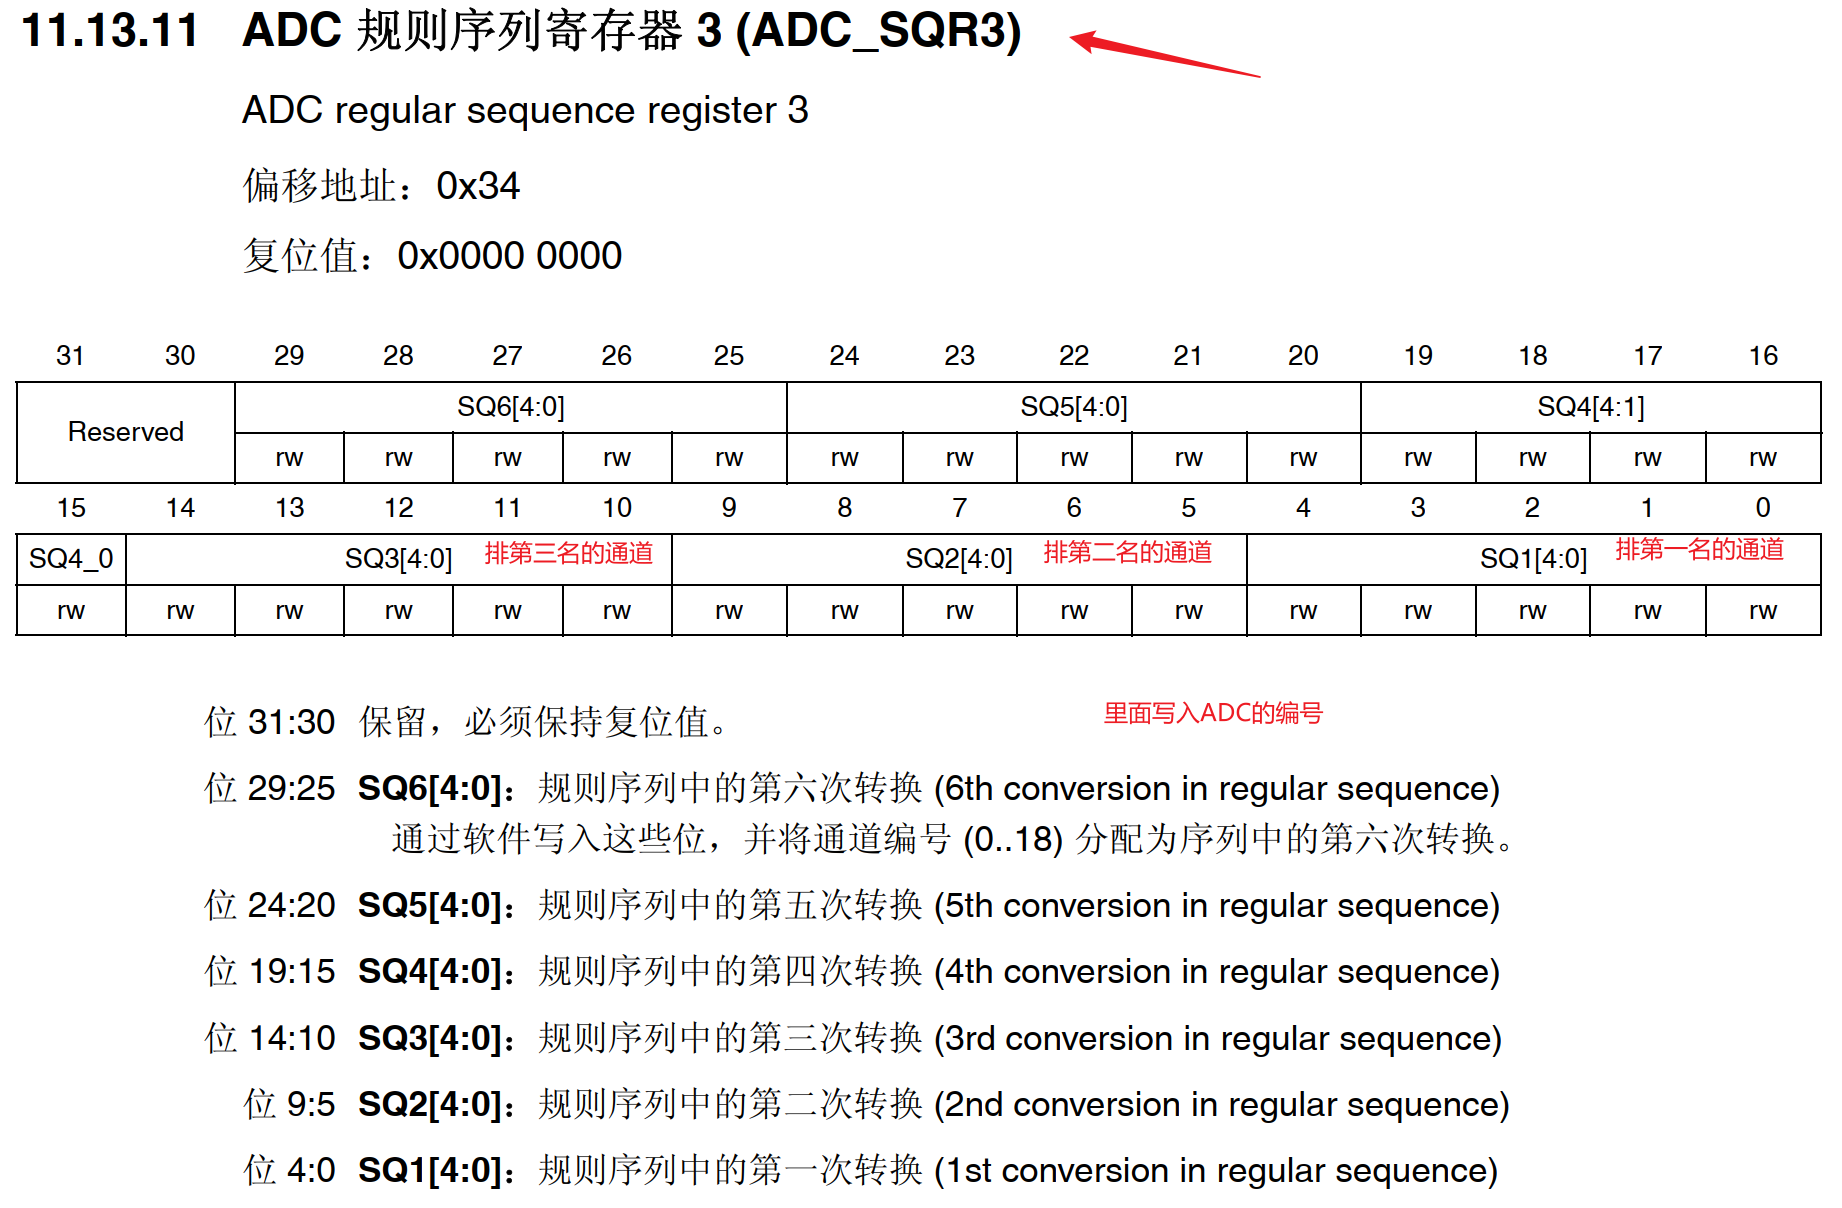 11.13.11 ADC 规则序列寄存器 3 (ADC_SQR3)
ADC regular sequence register 3
偏移地址：0x34
复位值：0x0000 0000
31 30 29 28 27 26 25 24 23 22 21 20 19 18 17 16
Reserved SQ6[4:0] SQ5[4:0] SQ4[4:1]
rw rw rw rw rw rw rw rw rw rw rw rw rw rw
15 14 13 12 11 10 9 8 7 6 5 4 3 2 1 0
SQ4_0 SQ3[4:0] 排第三名的通道 SQ2[4:0] 排第二名的通道 SQ1[4:0] 排第一名的通道
rw rw rw rw rw rw rw rw rw rw rw rw rw rw rw rw
位 31:30 保留，必须保持复位值。 里面写入ADC的编号
位 29:25 SQ6[4:0]：规则序列中的第六次转换 (6th conversion in regular sequence)
通过软件写入这些位，并将通道编号 (0..18) 分配为序列中的第六次转换。
位 24:20 SQ5[4:0]：规则序列中的第五次转换 (5th conversion in regular sequence)
位 19:15 SQ4[4:0]：规则序列中的第四次转换 (4th conversion in regular sequence)
位 14:10 SQ3[4:0]：规则序列中的第三次转换 (3rd conversion in regular sequence)
位 9:5 SQ2[4:0]：规则序列中的第二次转换 (2nd conversion in regular sequence)
位 4:0 SQ1[4:0]：规则序列中的第一次转换 (1st conversion in regular sequence)